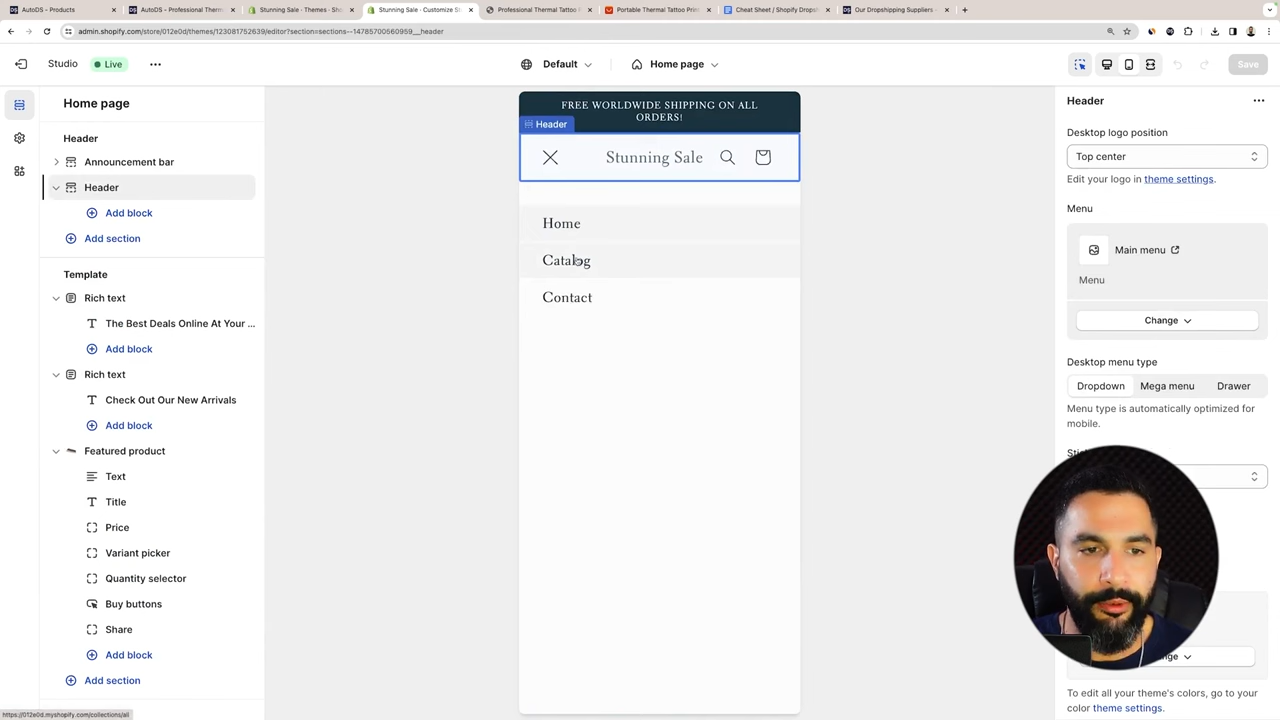 AutoDS - Products
AutoDS - Professional Therm
Stunning Sale · Themes · Sho
Stunning Sale · Customize St
Professional Thermal Tattoo P
Portable Thermal Tattoo Print
Cheat Sheet / Shopify Dropsh
Our Dropshipping Suppliers -
admin.shopify.com/store/012e0d/themes/123081752639/editor?section=sections--14785700560959__header
Studio
Live
Default
Home page
Save
Home page
Header
Announcement bar
Header
Add block
Add section
Template
Rich text
The Best Deals Online At Your ...
Add block
Rich text
Check Out Our New Arrivals
Add block
Featured product
Text
Title
Price
Variant picker
Quantity selector
Buy buttons
Share
Add block
Add section
https://012e0d.myshopify.com/collections/all
FREE WORLDWIDE SHIPPING ON ALL
ORDERS!
Header
Stunning Sale
Home
Catalog
Contact
Header
Desktop logo position
Top center
Edit your logo in theme settings.
Menu
Main menu
Menu
Change
Desktop menu type
Dropdown
Mega menu
Drawer
Menu type is automatically optimized for
mobile.
To edit all your theme's colors, go to your
color theme settings.